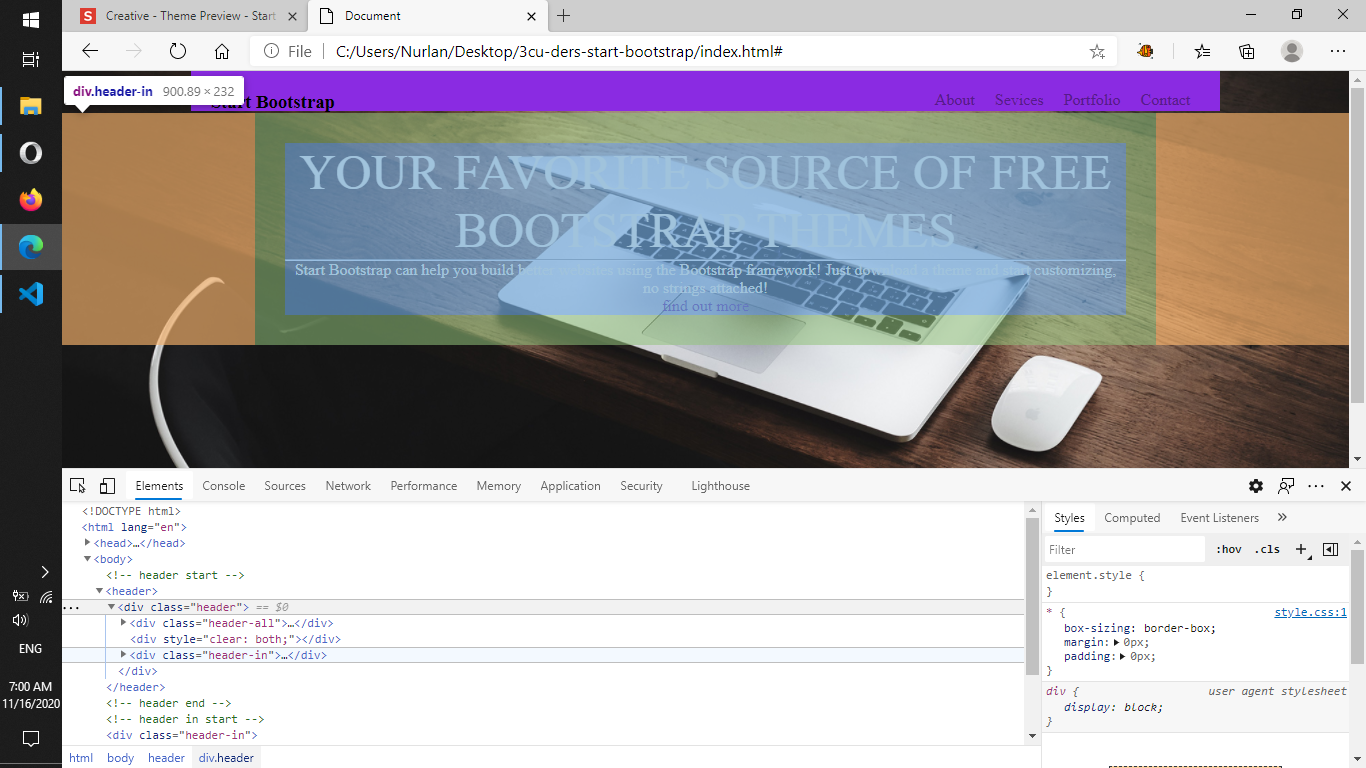 Creative - Theme Preview - Start
Document
File
C:/Users/Nurlan/Desktop/3cu-ders-start-bootstrap/index.html#
div.header-in 900.89 × 232
Bootstrap
About Sevices Portfolio Contact
YOUR FAVORITE SOURCE OF FREE
BOOTSTRAP THEMES
Start Bootstrap can help you build better websites using the Bootstrap framework! Just download a theme and start customizing,
no strings attached!
find out more
Elements Console Sources Network Performance Memory Application Security Lighthouse
<!DOCTYPE html>
<html lang="en">
<head>…</head>
<body>
<!-- header start -->
<header>
<div class="header"> == $0
<div class="header-all">…</div>
<div style="clear: both;"></div>
<div class="header-in">…</div>
</div>
</header>
<!-- header end -->
<!-- header in start -->
<div class="header-in">
html body header div.header
Styles Computed Event Listeners
Filter :hov .cls
element.style {
}
* { style.css:1
box-sizing: border-box;
margin: 0px;
padding: 0px;
}
div { user agent stylesheet
display: block;
}
ENG
7:00 AM
11/16/2020